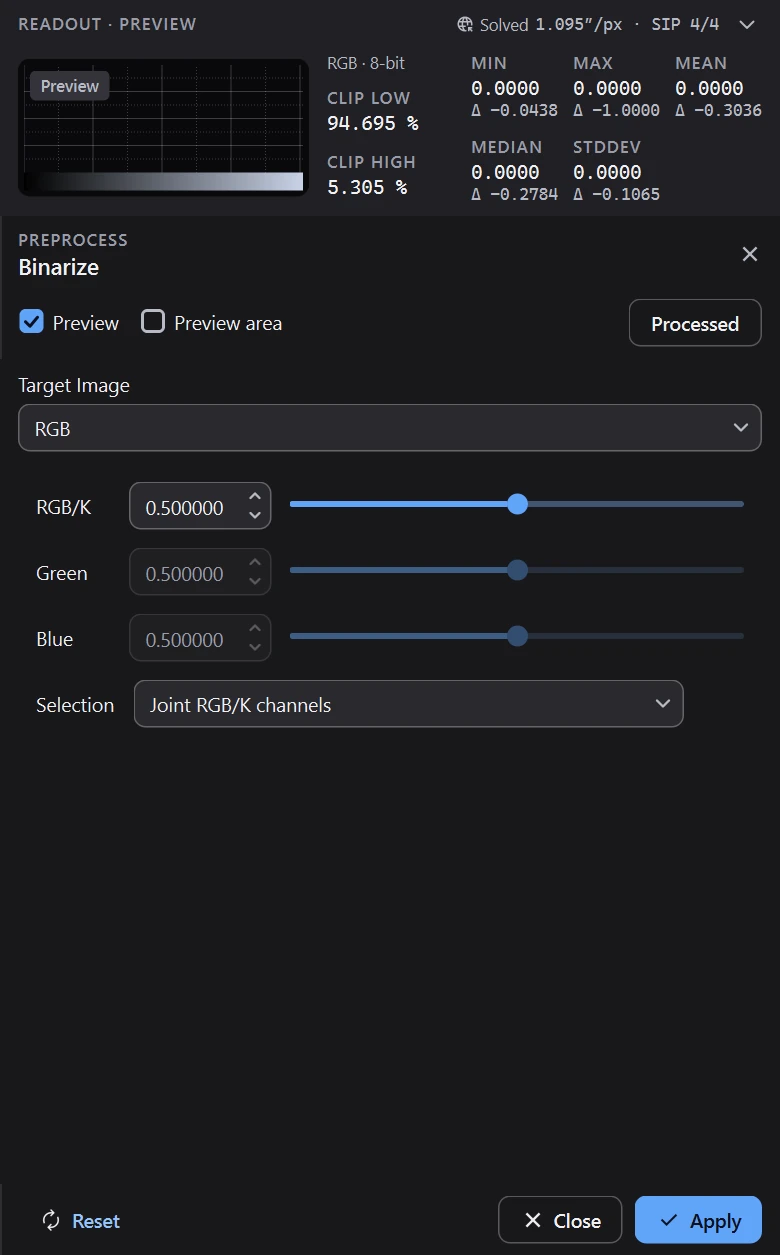 READOUT · PREVIEW
Solved 1.095″/px · SIP 4/4
Preview
RGB · 8-bit
CLIP LOW
94.695 %
CLIP HIGH
5.305 %
MIN MAX MEAN
0.0000 0.0000 0.0000
Δ −0.0438 Δ −1.0000 Δ −0.3036
MEDIAN STDDEV
0.0000 0.0000
Δ −0.2784 Δ −0.1065
PREPROCESS
Binarize
Preview Preview area Processed
Target Image
RGB
RGB/K 0.500000
Green 0.500000
Blue 0.500000
Selection Joint RGB/K channels
Reset Close Apply